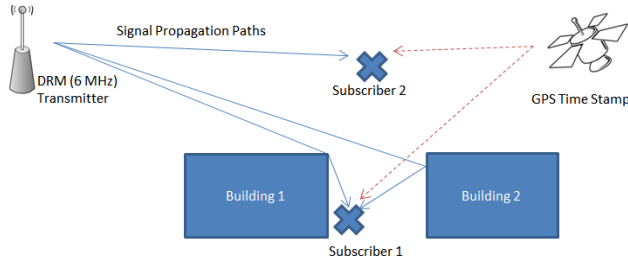 Signal Propagation Paths
DRM (6 MHz)
Transmitter
Subscriber 2
GPS Time Stamp
Building 1
Building 2
Subscriber 1